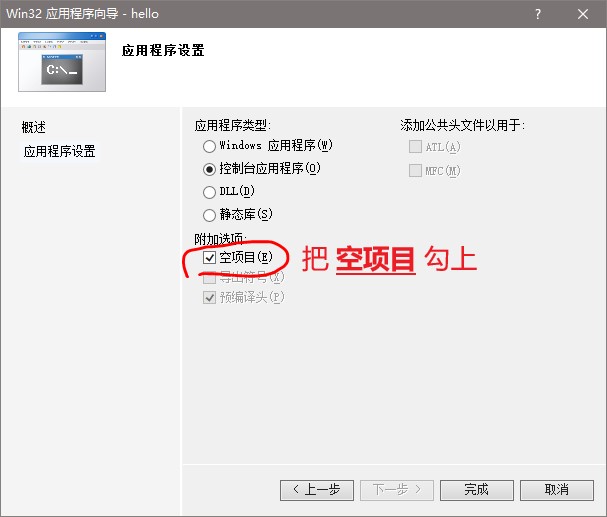 Win32 应用程序向导 - hello
?
C:\_
应用程序设置
概述
应用程序设置
应用程序类型:
Windows 应用程序(W)
控制台应用程序(O)
DLL(D)
静态库(S)
附加选项:
空项目(E)
导出符号(X)
预编译头(P)
添加公共头文件以用于:
ATL(A)
MFC(M)
把 空项目 勾上
< 上一步
下一步 >
完成
取消